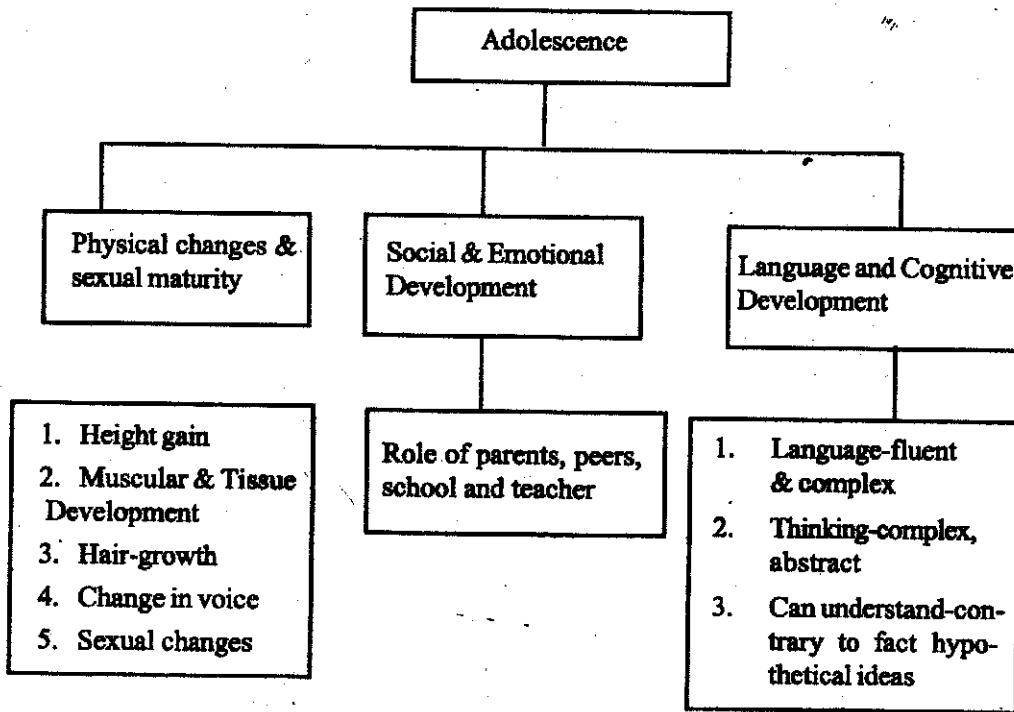 Adolescence
Physical changes &
sexual maturity
Social & Emotional
Development
Language and Cognitive
Development
1. Height gain
2. Muscular & Tissue
Development
3. Hair-growth
4. Change in voice
5. Sexual changes
Role of parents, peers,
school and teacher
1. Language-fluent
& complex
2. Thinking-complex,
abstract
3. Can understand-con-
trary to fact hypo-
thetical ideas